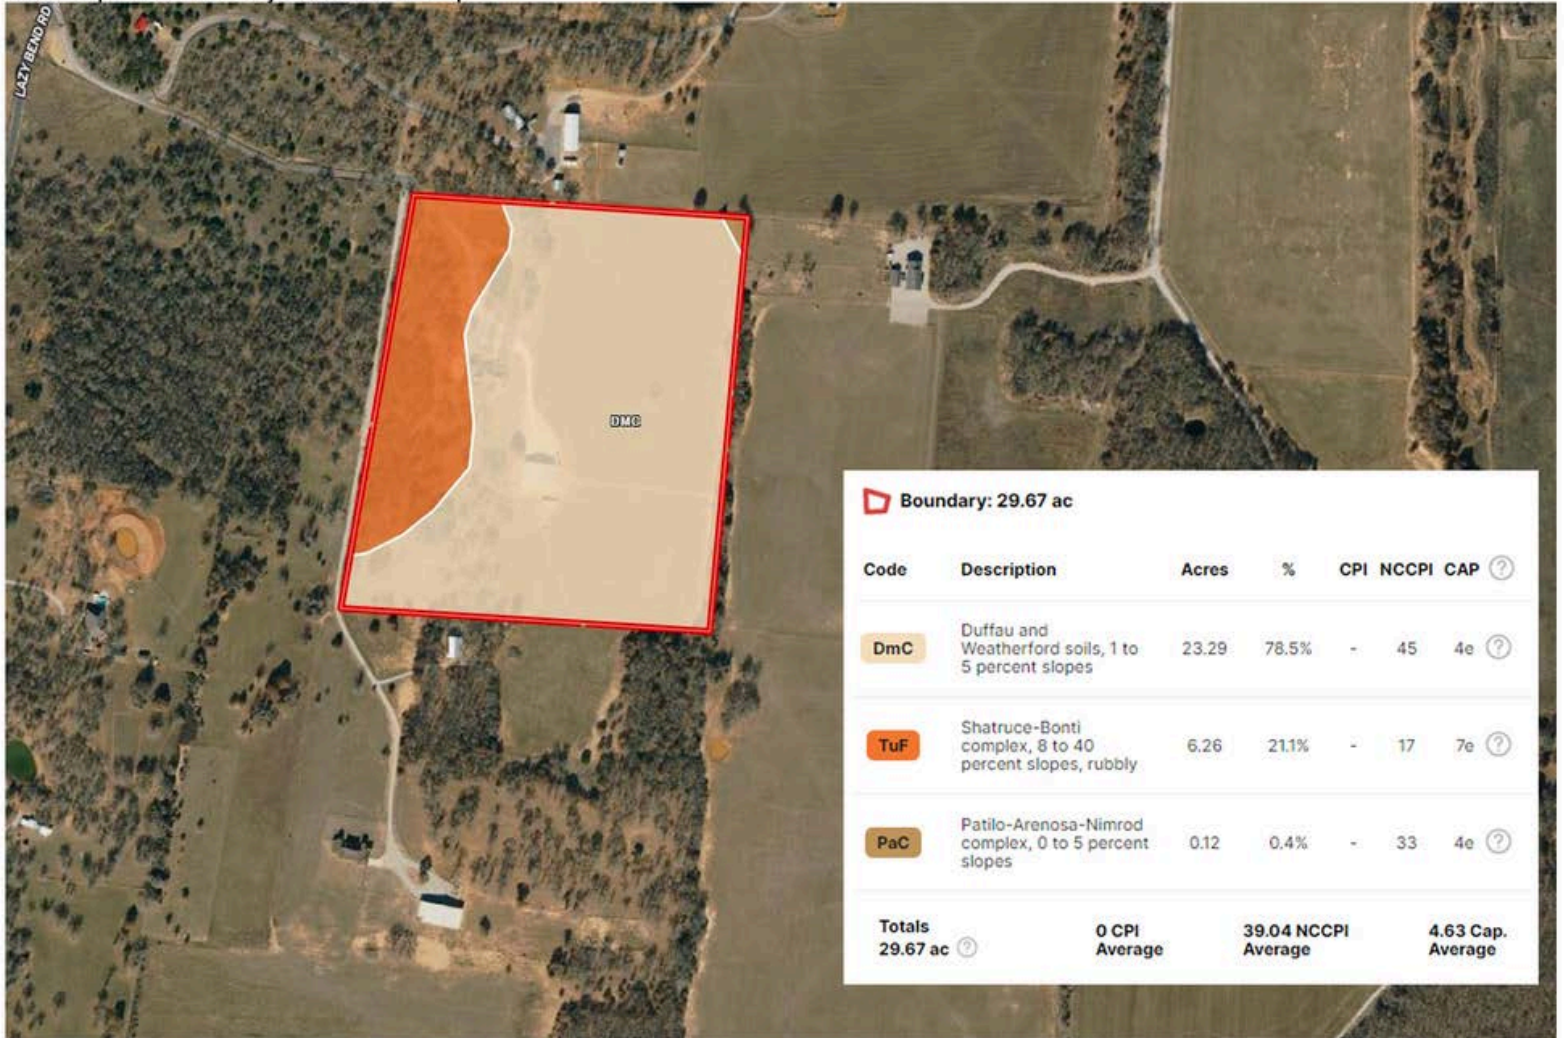 LAZY BEND RD
DMC
Boundary: 29.67 ac
Code Description Acres % CPI NCCPI CAP ?
Duffau and
DmC Weatherford soils, 1 to 23.29 78.5% - 45 4e ?
5 percent slopes
Shatruce-Bonti
TuF complex, 8 to 40 6.26 21.1% - 17 7e ?
percent slopes, rubbly
Patilo-Arenosa-Nimrod
PaC complex, 0 to 5 percent 0.12 0.4% - 33 4e ?
slopes
Totals 0 CPI 39.04 NCCPI 4.63 Cap.
29.67 ac ? Average Average Average